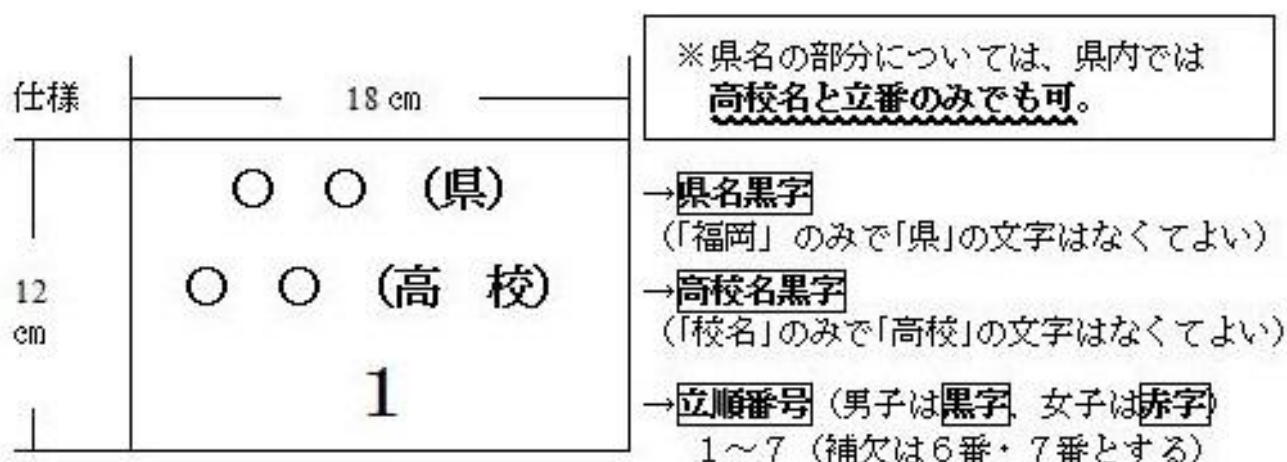 ※県名の部分については、県内では
高校名と立番のみでも可。
仕様
18 cm
12
cm
○ ○ (県)
○ ○ (高 校)
1
→県名黒字
(「福岡」のみで「県」の文字はなくてよい)
→高校名黒字
(「校名」のみで「高校」の文字はなくてよい)
→立順番号(男子は黒字、女子は赤字)
1～7(補欠は6番・7番とする)